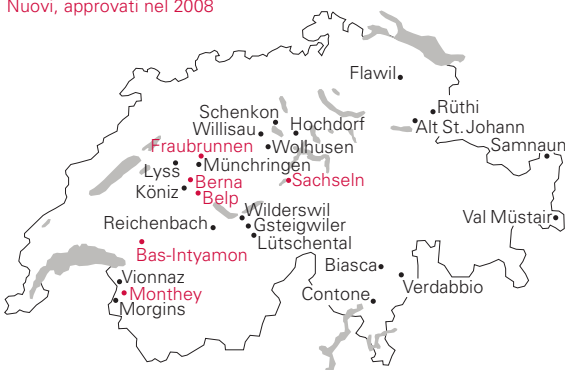 Nuovi, approvati nel 2008
Flawil
Rüthi
Schenkon
Hochdorf
Alt St. Johann
Willisau
Wolhusen
Samnaun
Fraubrunnen
Münchringen
Lyss
Berna
Sachseln
Köniz
Belp
Wilderswil
Val Müstair
Reichenbach
Gsteigwiler
Lütschental
Bas-Intyamon
Biasca
Vionnaz
Verdabbio
Monthey
Contone
Morgins